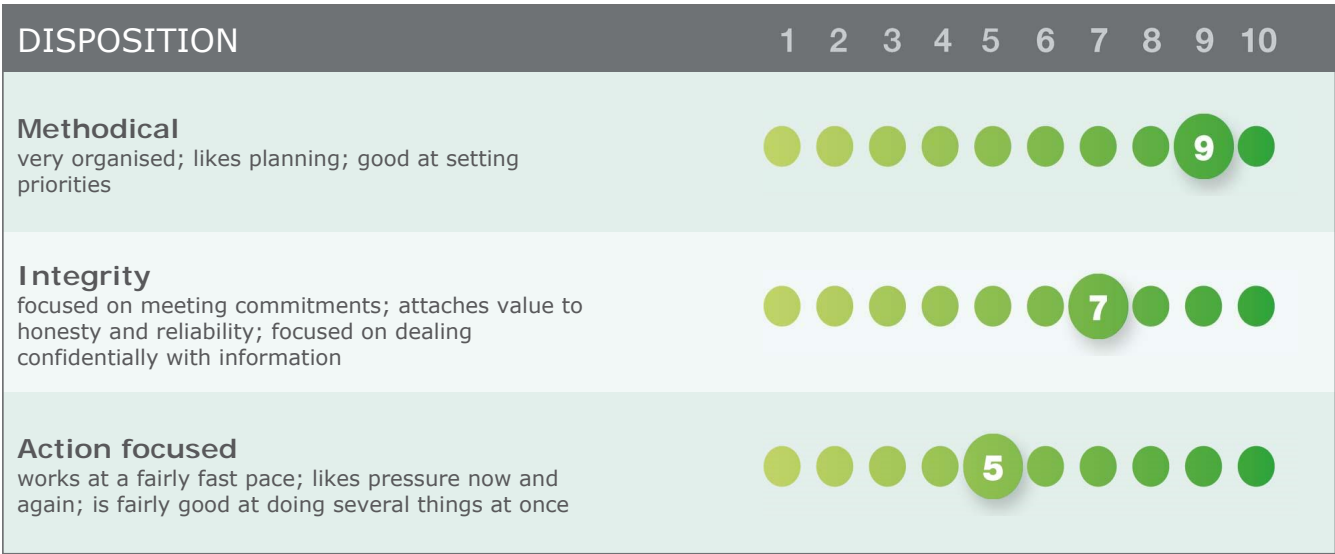 DISPOSITION 1 2 3 4 5 6 7 8 9 10
Methodical
very organised; likes planning; good at setting
priorities
9
Integrity
focused on meeting commitments; attaches value to
honesty and reliability; focused on dealing
confidentially with information
7
Action focused
works at a fairly fast pace; likes pressure now and
again; is fairly good at doing several things at once
5